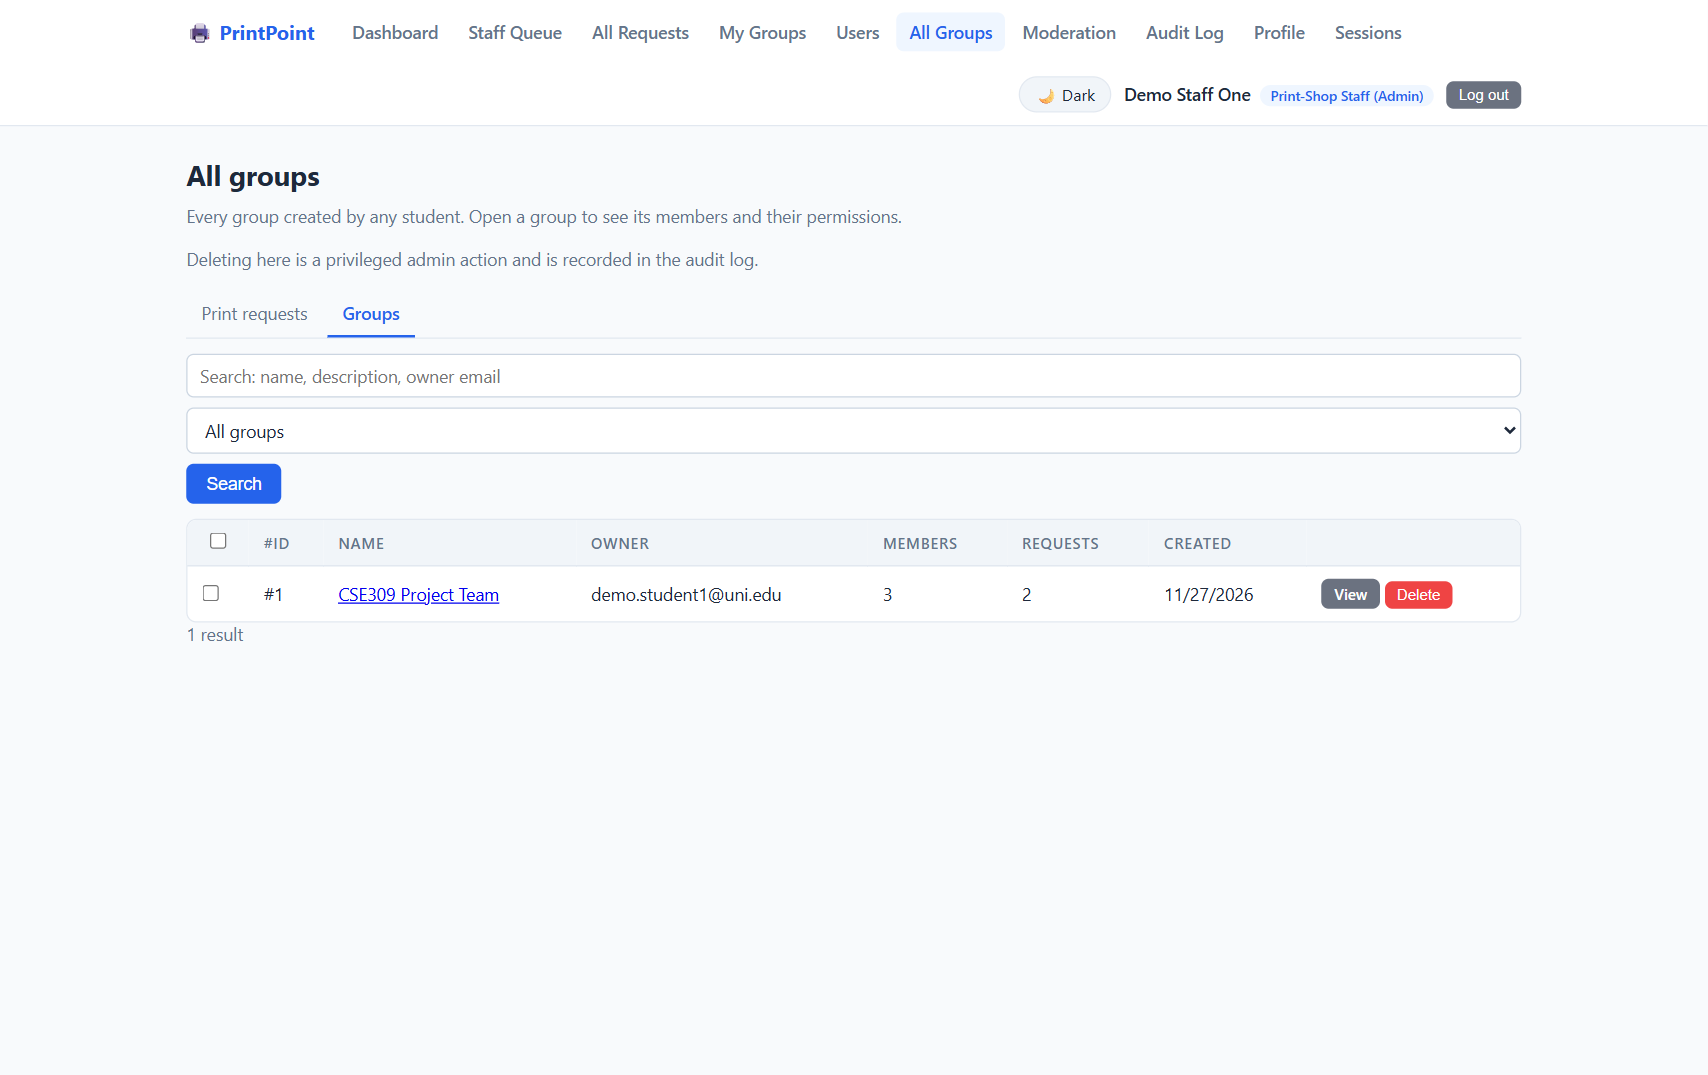 PrintPoint Dashboard Staff Queue All Requests My Groups Users All Groups Moderation Audit Log Profile Sessions
Dark Demo Staff One Print-Shop Staff (Admin) Log out
All groups
Every group created by any student. Open a group to see its members and their permissions.
Deleting here is a privileged admin action and is recorded in the audit log.
Print requests Groups
Search: name, description, owner email
All groups
Search
#ID NAME OWNER MEMBERS REQUESTS CREATED
#1 CSE309 Project Team demo.student1@uni.edu 3 2 11/27/2026 View Delete
1 result